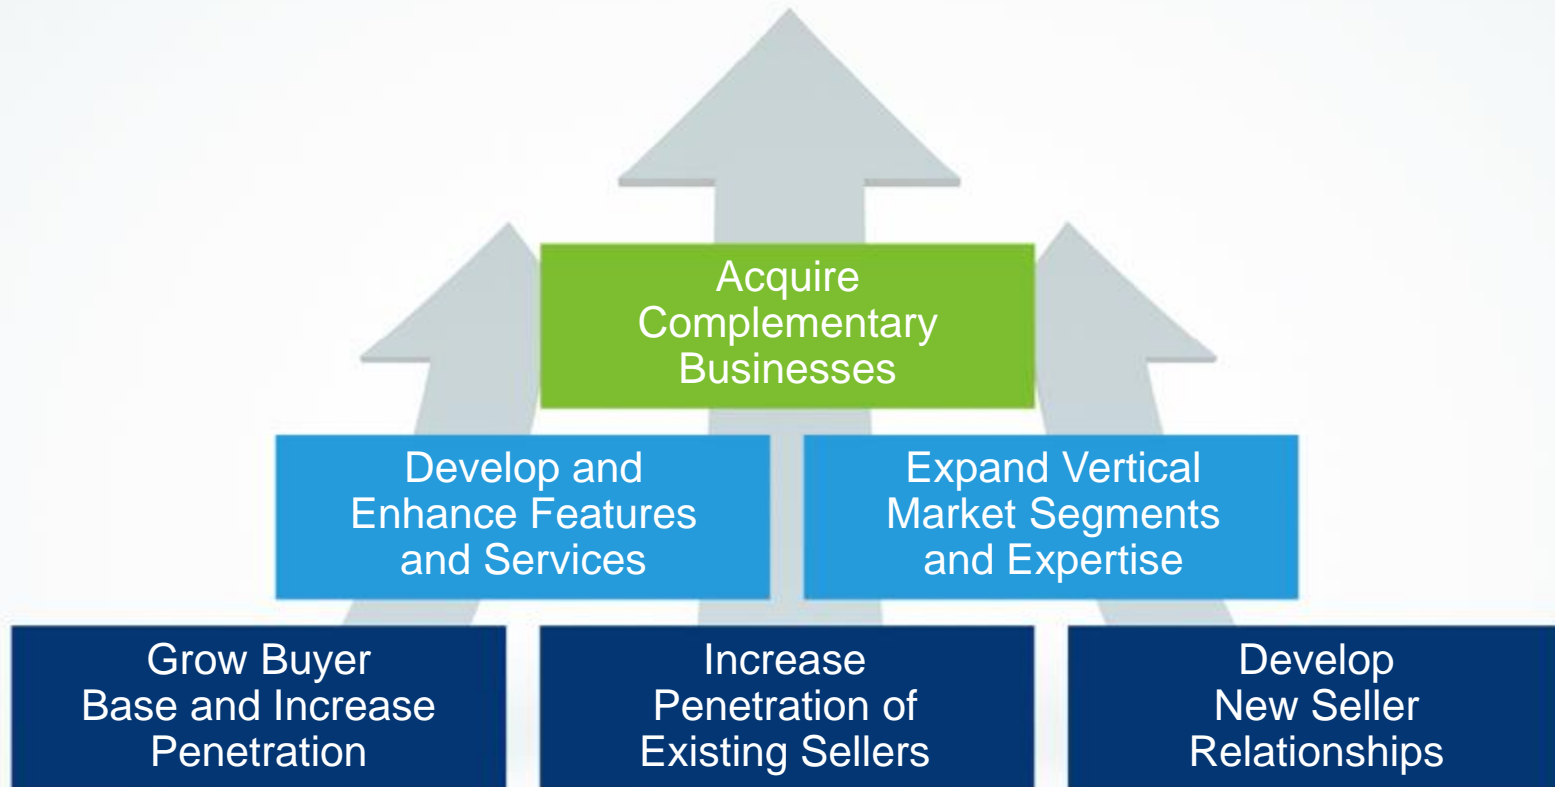 Acquire
Complementary
Businesses
Develop and
Enhance Features
and Services
Expand Vertical
Market Segments
and Expertise
Grow Buyer
Base and Increase
Penetration
Increase
Penetration of
Existing Sellers
Develop
New Seller
Relationships